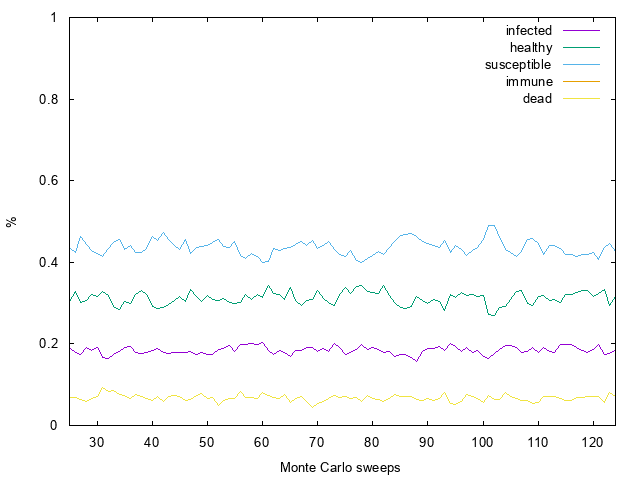 1
infected
healthy
susceptible
immune
dead
0.8
0.6
%
0.4
0.2
0
30 40 50 60 70 80 90 100 110 120
Monte Carlo sweeps